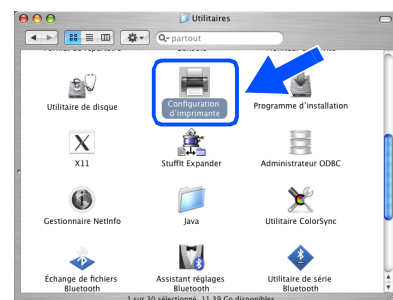 Utilitaires
partout
Utilitaire de disque
Configuration
d'imprimante
Programme d'installation
X11
StuffIt Expander
Administrateur ODBC
Gestionnaire NetInfo
Java
Utilitaire ColorSync
Échange de fichiers
Bluetooth
Assistant réglages
Bluetooth
Utilitaire de série
Bluetooth
1 sur 30 sélectionné, 11,39 Go disponibles